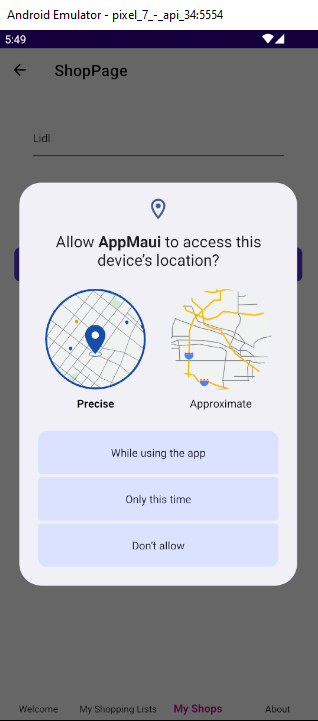 Android Emulator - pixel_7_-_api_34:5554
5:49
ShopPage
Lidl
Allow AppMaui to access this
device's location?
Precise Approximate
While using the app
Only this time
Don't allow
Welcome My Shopping Lists My Shops About